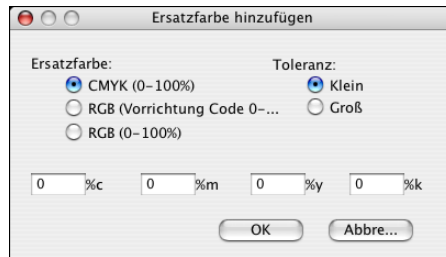 Ersatzfarbe hinzufügen
Ersatzfarbe: Toleranz:
CMYK (0-100%) Klein
RGB (Vorrichtung Code 0-... Groß
RGB (0-100%)
0 %c 0 %m 0 %y 0 %k
OK Abbre...